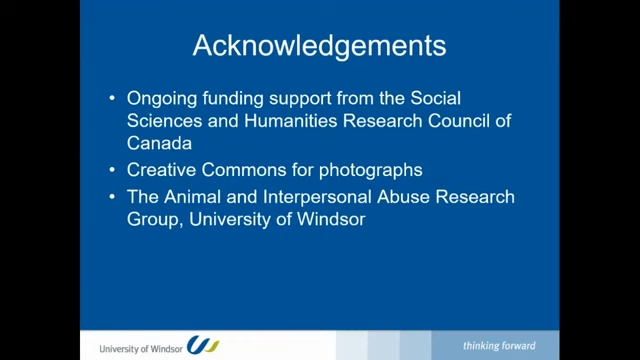 Acknowledgements
• Ongoing funding support from the Social
Sciences and Humanities Research Council of
Canada
• Creative Commons for photographs
• The Animal and Interpersonal Abuse Research
Group, University of Windsor
University of Windsor
thinking forward